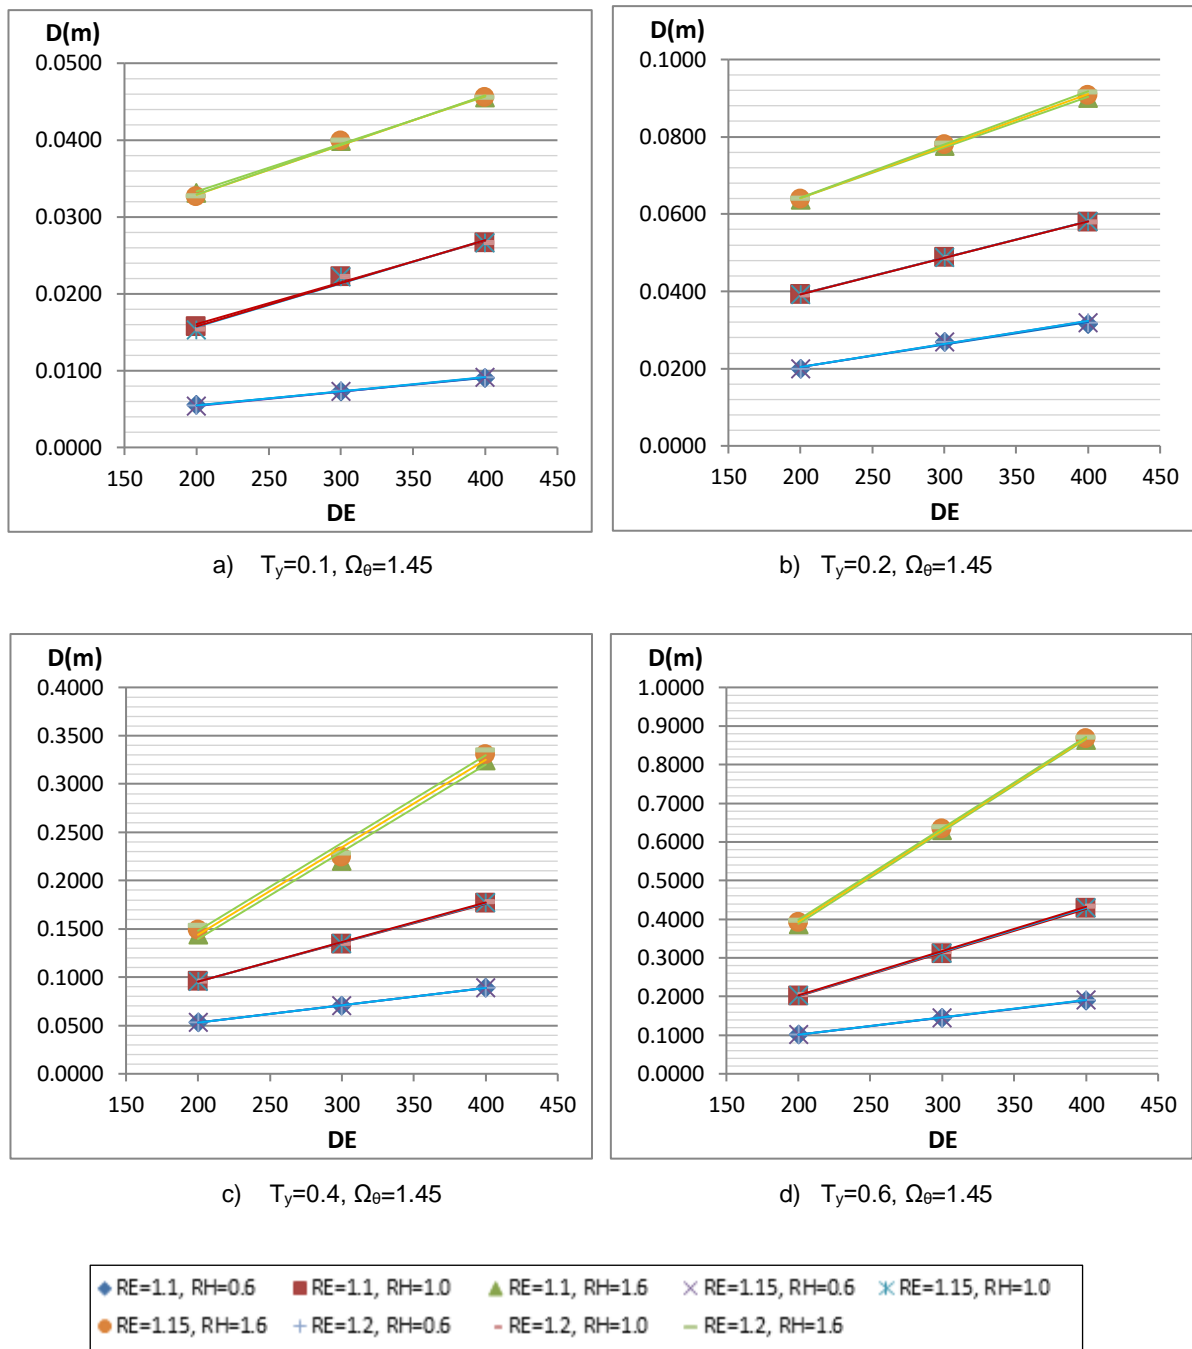 D(m)
0.0500
0.0400
0.0300
0.0200
0.0100
0.0000
150 200 250 300 350 400 450
DE
a) Ty=0.1, Ωθ=1.45
D(m)
0.1000
0.0800
0.0600
0.0400
0.0200
0.0000
150 200 250 300 350 400 450
DE
b) Ty=0.2, Ωθ=1.45
D(m)
0.4000
0.3500
0.3000
0.2500
0.2000
0.1500
0.1000
0.0500
0.0000
150 200 250 300 350 400 450
DE
c) Ty=0.4, Ωθ=1.45
D(m)
1.0000
0.9000
0.8000
0.7000
0.6000
0.5000
0.4000
0.3000
0.2000
0.1000
0.0000
150 200 250 300 350 400 450
DE
d) Ty=0.6, Ωθ=1.45
RE=1.1, RH=0.6 RE=1.1, RH=1.0 RE=1.1, RH=1.6 RE=1.15, RH=0.6 RE=1.15, RH=1.0
RE=1.15, RH=1.6 RE=1.2, RH=0.6 RE=1.2, RH=1.0 RE=1.2, RH=1.6